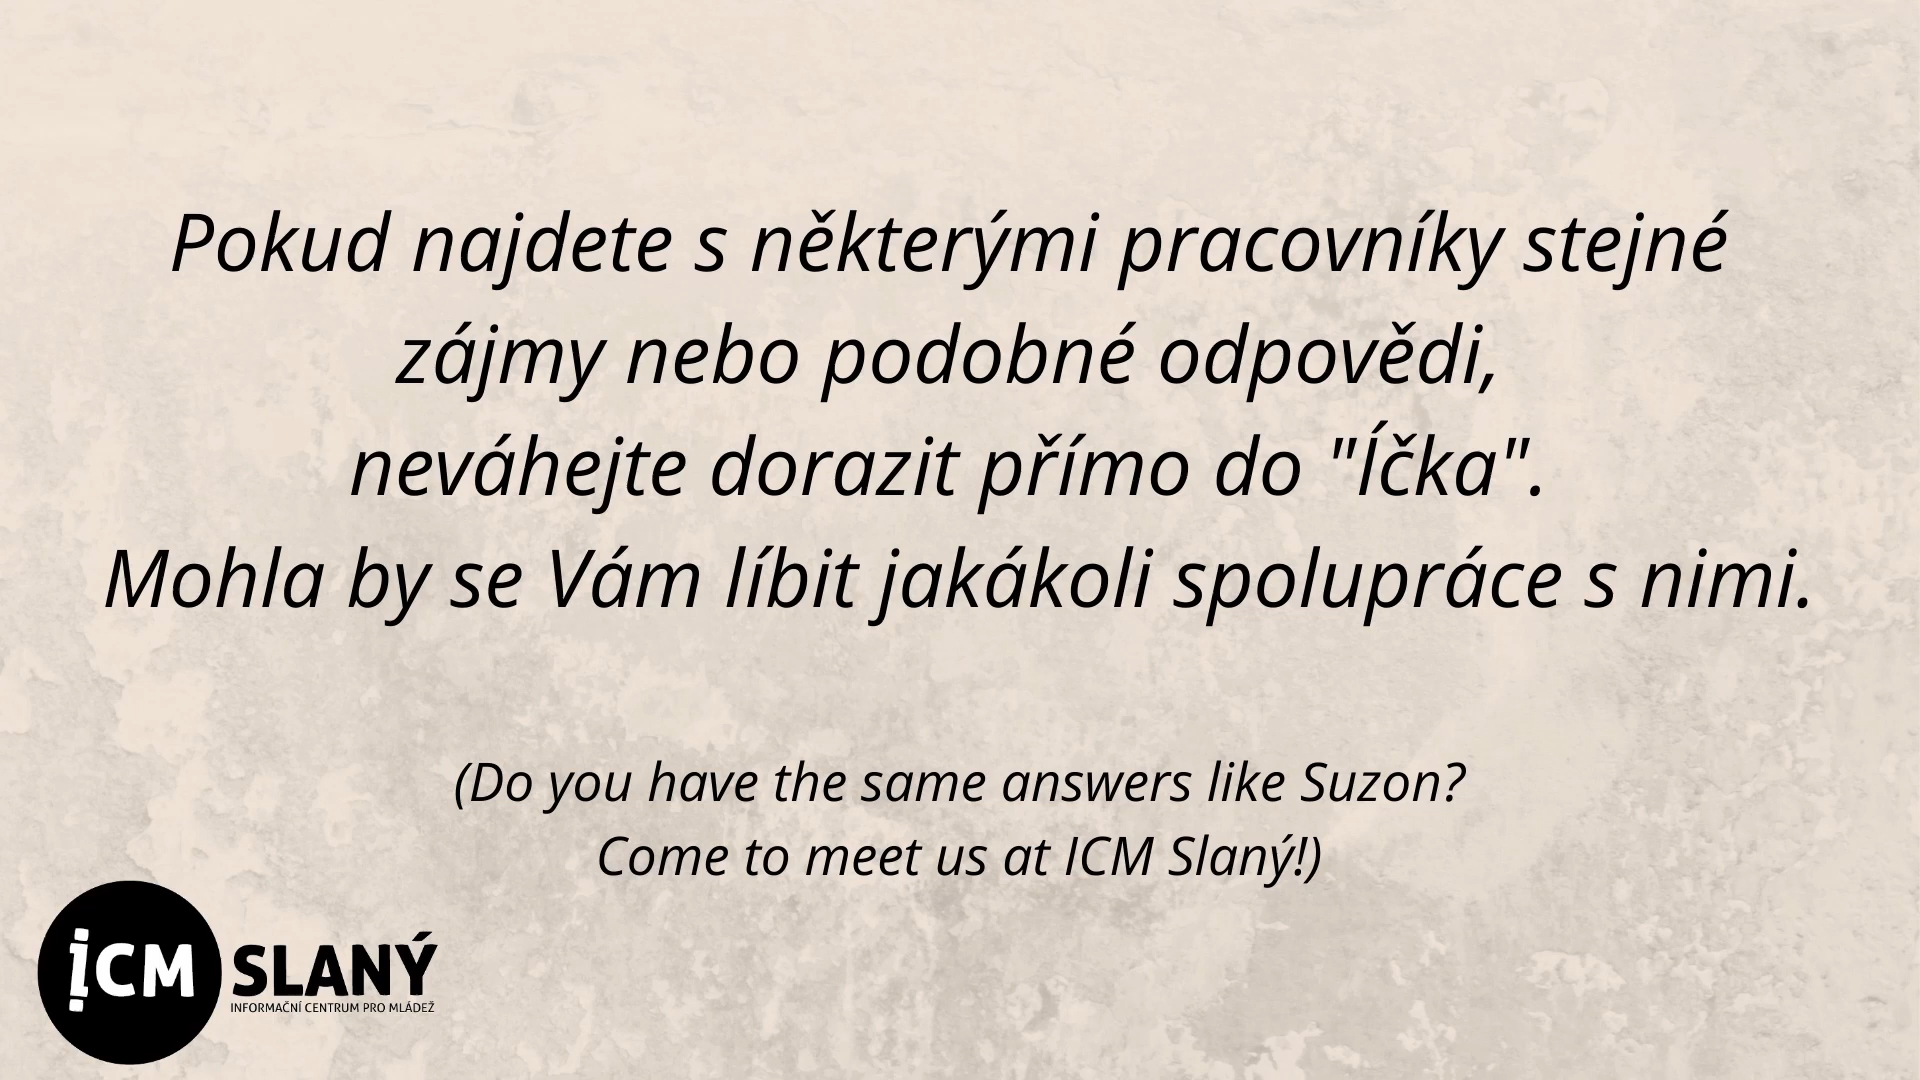 Pokud najdete s některými pracovníky stejné
zájmy nebo podobné odpovědi,
neváhejte dorazit přímo do "Íčka".
Mohla by se Vám líbit jakákoli spolupráce s nimi.
(Do you have the same answers like Suzon?
Come to meet us at ICM Slaný!)
iCM SLANÝ
INFORMAČNÍ CENTRUM PRO MLÁDEŽ